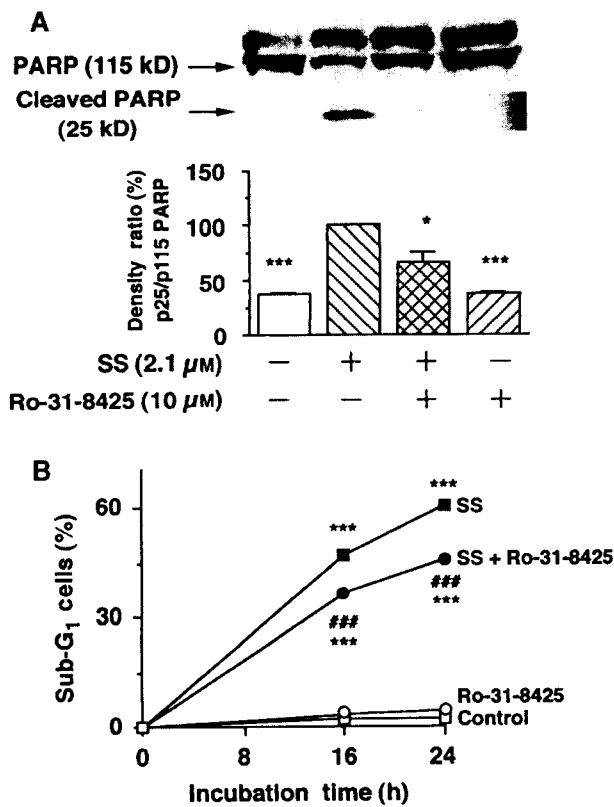 A
PARP (115 kD)
Cleaved PARP
(25 kD)
Density ratio (%)
p25/p115 PARP
150
100
50
0
***
*
***
SS (2.1 μM) − + + −
Ro-31-8425 (10 μM) − − + +
B
Sub-G1 cells (%)
60
30
0
***
***
SS
SS + Ro-31-8425
###
***
###
***
Ro-31-8425
Control
0 8 16 24
Incubation time (h)